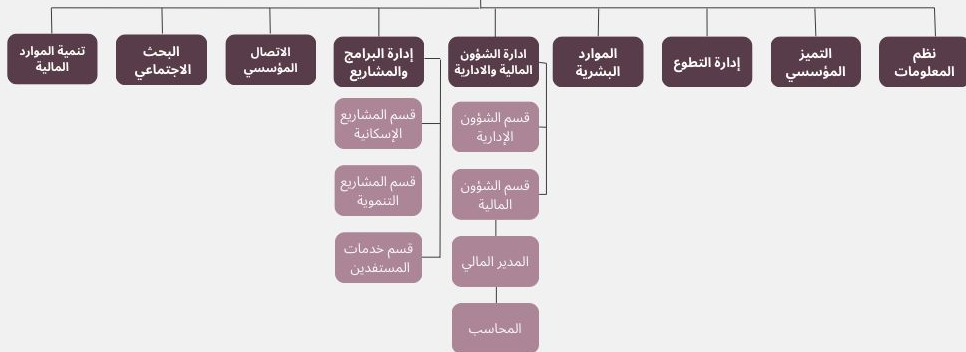 نظم
المعلومات
التميز
المؤسسي
إدارة التطوع
الموارد
البشرية
ادارة الشؤون
المالية والادارية
إدارة البرامج
والمشاريع
الاتصال
المؤسسي
البحث
الاجتماعي
تنمية الموارد
المالية
قسم الشؤون
الإدارية
قسم الشؤون
المالية
المدير المالي
المحاسب
قسم المشاريع
الإسكانية
قسم المشاريع
التنموية
قسم خدمات
المستفدين